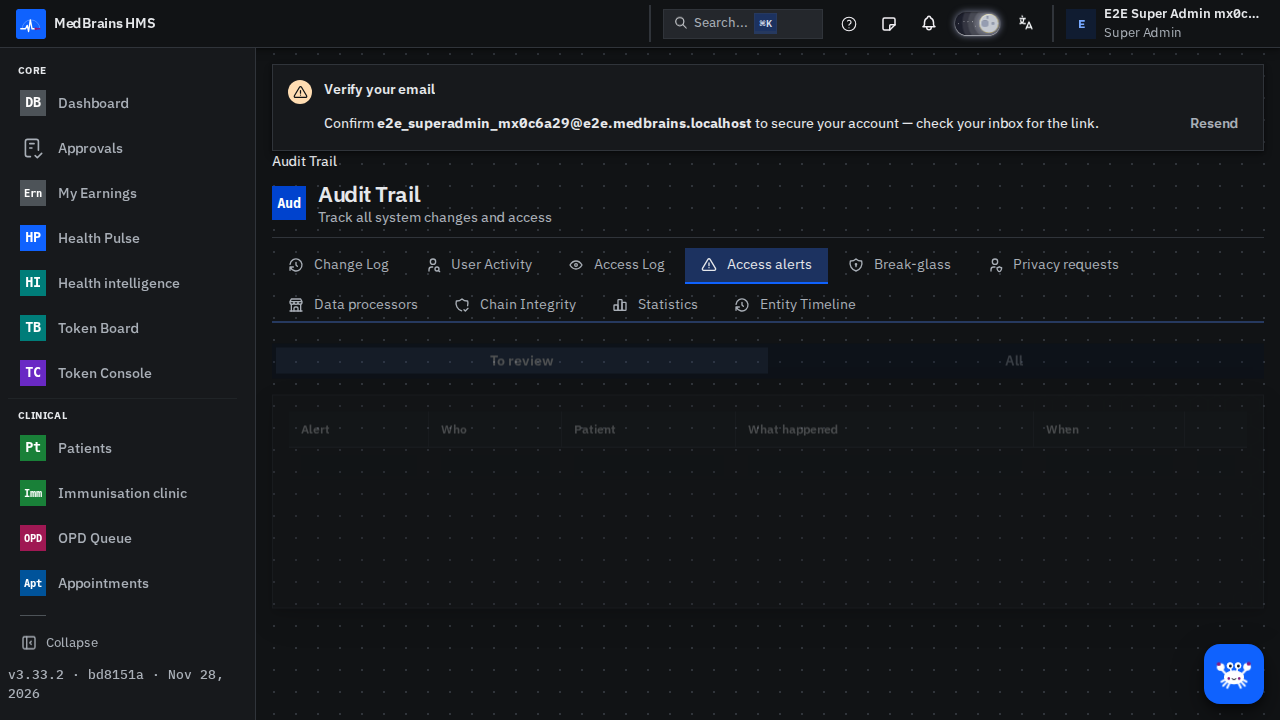 MedBrains HMS
Search...
⌘K
E
E2E Super Admin mx0c...
Super Admin
CORE
DB Dashboard
Approvals
Ern My Earnings
HP Health Pulse
HI Health intelligence
TB Token Board
TC Token Console
CLINICAL
Pt Patients
Imm Immunisation clinic
OPD OPD Queue
Apt Appointments
Collapse
v3.33.2 · bd8151a · Nov 28,
2026
Verify your email
Confirm e2e_superadmin_mx0c6a29@e2e.medbrains.localhost to secure your account — check your inbox for the link.
Resend
Audit Trail
Aud
Audit Trail
Track all system changes and access
Change Log
User Activity
Access Log
Access alerts
Break-glass
Privacy requests
Data processors
Chain Integrity
Statistics
Entity Timeline
To review
All
Alert
Who
Patient
What happened
When